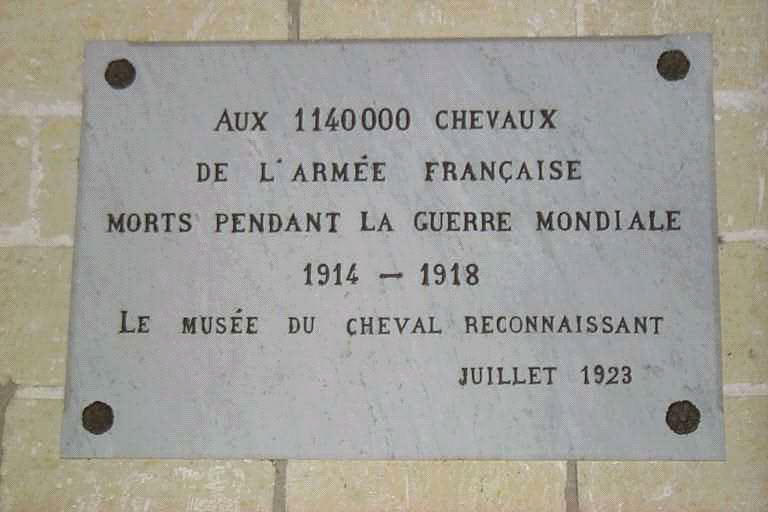 AUX 1140000 CHEVAUX
DE L'ARMÉE FRANÇAISE
MORTS PENDANT LA GUERRE MONDIALE
1914 – 1918
LE MUSÉE DU CHEVAL RECONNAISSANT
JUILLET 1923